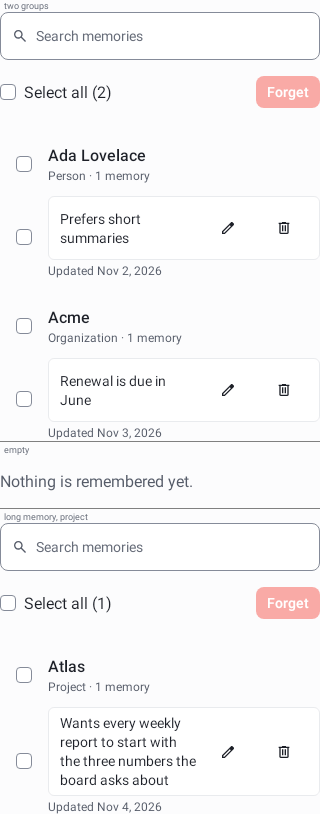 two groups
Search memories
Select all (2)
Forget
Ada Lovelace
Person · 1 memory
Prefers short
summaries
Updated Nov 2, 2026
Acme
Organization · 1 memory
Renewal is due in
June
Updated Nov 3, 2026
empty
Nothing is remembered yet.
long memory, project
Search memories
Select all (1)
Forget
Atlas
Project · 1 memory
Wants every weekly
report to start with
the three numbers the
board asks about
Updated Nov 4, 2026